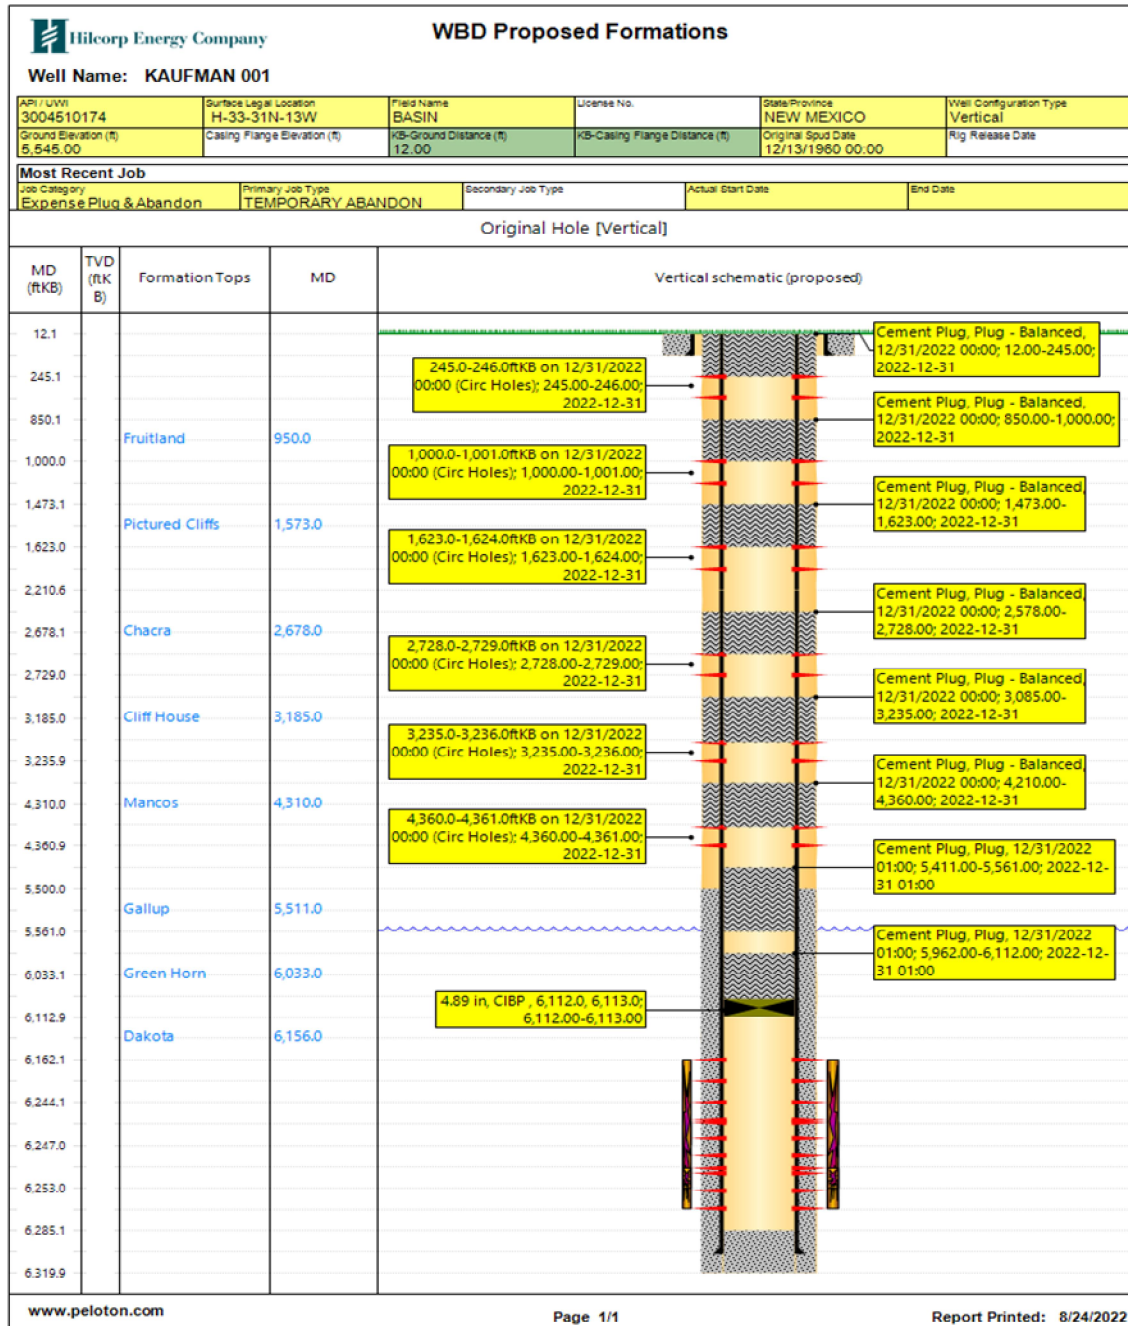 Hilcorp Energy Company
WBD Proposed Formations
Well Name: KAUFMAN 001
API / UWI
3004510174
Surface Legal Location
H-33-31N-13W
Field Name
BASIN
License No.
State/Province
NEW MEXICO
Well Configuration Type
Vertical
Ground Elevation (ft)
5,545.00
Casing Flange Elevation (ft)
KB-Ground Distance (ft)
12.00
KB-Casing Flange Distance (ft)
Original Spud Date
12/13/1960 00:00
Rig Release Date
Most Recent Job
Job Category
Expense Plug & Abandon
Primary Job Type
TEMPORARY ABANDON
Secondary Job Type
Actual Start Date
End Date
Original Hole [Vertical]
MD
(ftKB)
TVD
(ftK
B)
Formation Tops
MD
Vertical schematic (proposed)
12.1
245.1
850.1
1,000.0
1,473.1
1,623.0
2,210.6
2,678.1
2,729.0
3,185.0
3,235.9
4,310.0
4,360.9
5,500.0
5,561.0
6,033.1
6,112.9
6,162.1
6,244.1
6,247.0
6,253.0
6,285.1
6,319.9
Fruitland 950.0
Pictured Cliffs 1,573.0
Chacra 2,678.0
Cliff House 3,185.0
Mancos 4,310.0
Gallup 5,511.0
Green Horn 6,033.0
Dakota 6,156.0
245.0-246.0ftKB on 12/31/2022
00:00 (Circ Holes); 245.00-246.00;
2022-12-31
1,000.0-1,001.0ftKB on 12/31/2022
00:00 (Circ Holes); 1,000.00-1,001.00;
2022-12-31
1,623.0-1,624.0ftKB on 12/31/2022
00:00 (Circ Holes); 1,623.00-1,624.00;
2022-12-31
2,728.0-2,729.0ftKB on 12/31/2022
00:00 (Circ Holes); 2,728.00-2,729.00;
2022-12-31
3,235.0-3,236.0ftKB on 12/31/2022
00:00 (Circ Holes); 3,235.00-3,236.00;
2022-12-31
4,360.0-4,361.0ftKB on 12/31/2022
00:00 (Circ Holes); 4,360.00-4,361.00;
2022-12-31
4.89 in, CIBP , 6,112.0, 6,113.0;
6,112.00-6,113.00
Cement Plug, Plug - Balanced,
12/31/2022 00:00; 12.00-245.00;
2022-12-31
Cement Plug, Plug - Balanced,
12/31/2022 00:00; 850.00-1,000.00;
2022-12-31
Cement Plug, Plug - Balanced,
12/31/2022 00:00; 1,473.00-
1,623.00; 2022-12-31
Cement Plug, Plug - Balanced,
12/31/2022 00:00; 2,578.00-
2,728.00; 2022-12-31
Cement Plug, Plug - Balanced,
12/31/2022 00:00; 3,085.00-
3,235.00; 2022-12-31
Cement Plug, Plug - Balanced,
12/31/2022 00:00; 4,210.00-
4,360.00; 2022-12-31
Cement Plug, Plug, 12/31/2022
01:00; 5,411.00-5,561.00; 2022-12-
31 01:00
Cement Plug, Plug, 12/31/2022
01:00; 5,962.00-6,112.00; 2022-12-
31 01:00
www.peloton.com
Page 1/1
Report Printed: 8/24/2022